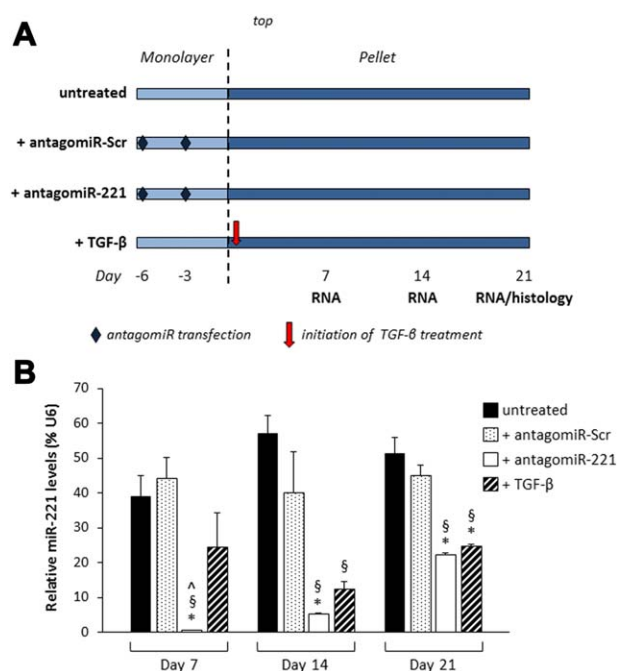 top
A
Monolayer Pellet
untreated
+ antagomiR-Scr
+ antagomiR-221
+ TGF-β
Day -6 -3 7 14 21
RNA RNA RNA/histology
antagomiR transfection initiation of TGF-β treatment
B
Relative miR-221 levels (% U6)
70
60
50
40
30
20
10
0
untreated
+ antagomiR-Scr
+ antagomiR-221
+ TGF-β
^
§
*
§
*
§
§
*
§
*
Day 7 Day 14 Day 21